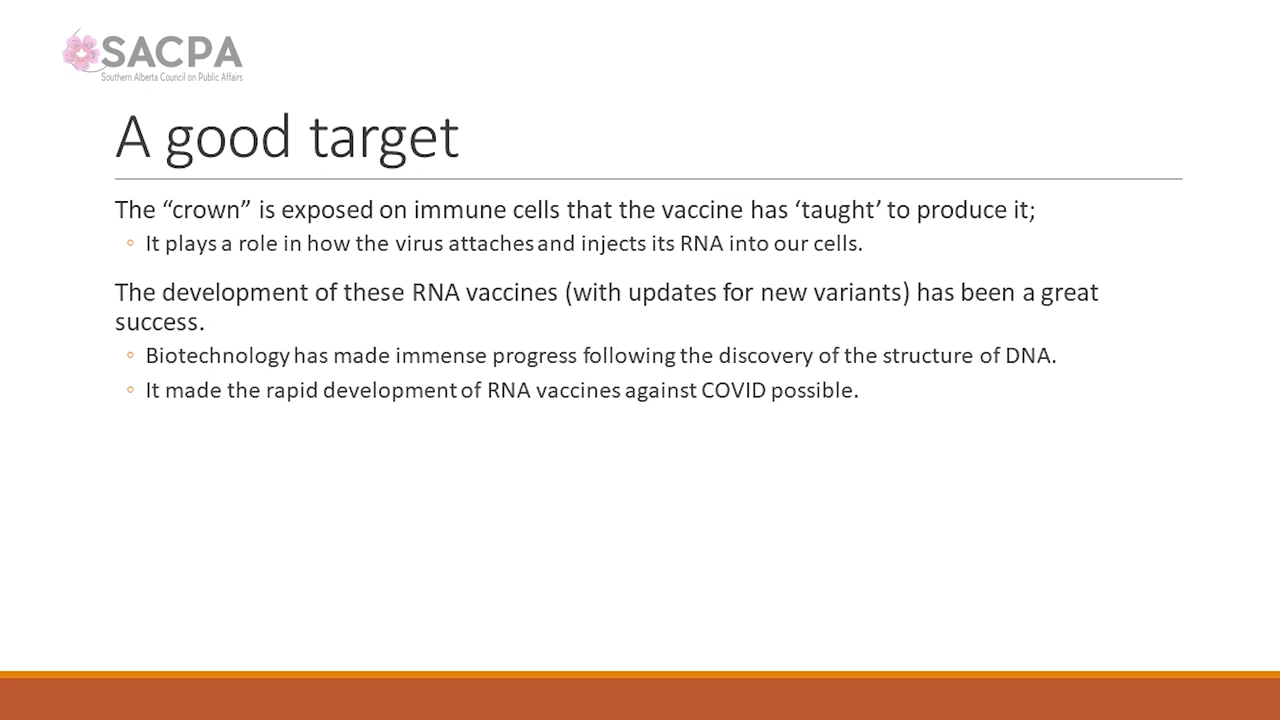 SACPA
Southern Alberta Council on Public Affairs
A good target
The “crown” is exposed on immune cells that the vaccine has ‘taught’ to produce it;
◦ It plays a role in how the virus attaches and injects its RNA into our cells.
The development of these RNA vaccines (with updates for new variants) has been a great
success.
◦ Biotechnology has made immense progress following the discovery of the structure of DNA.
◦ It made the rapid development of RNA vaccines against COVID possible.